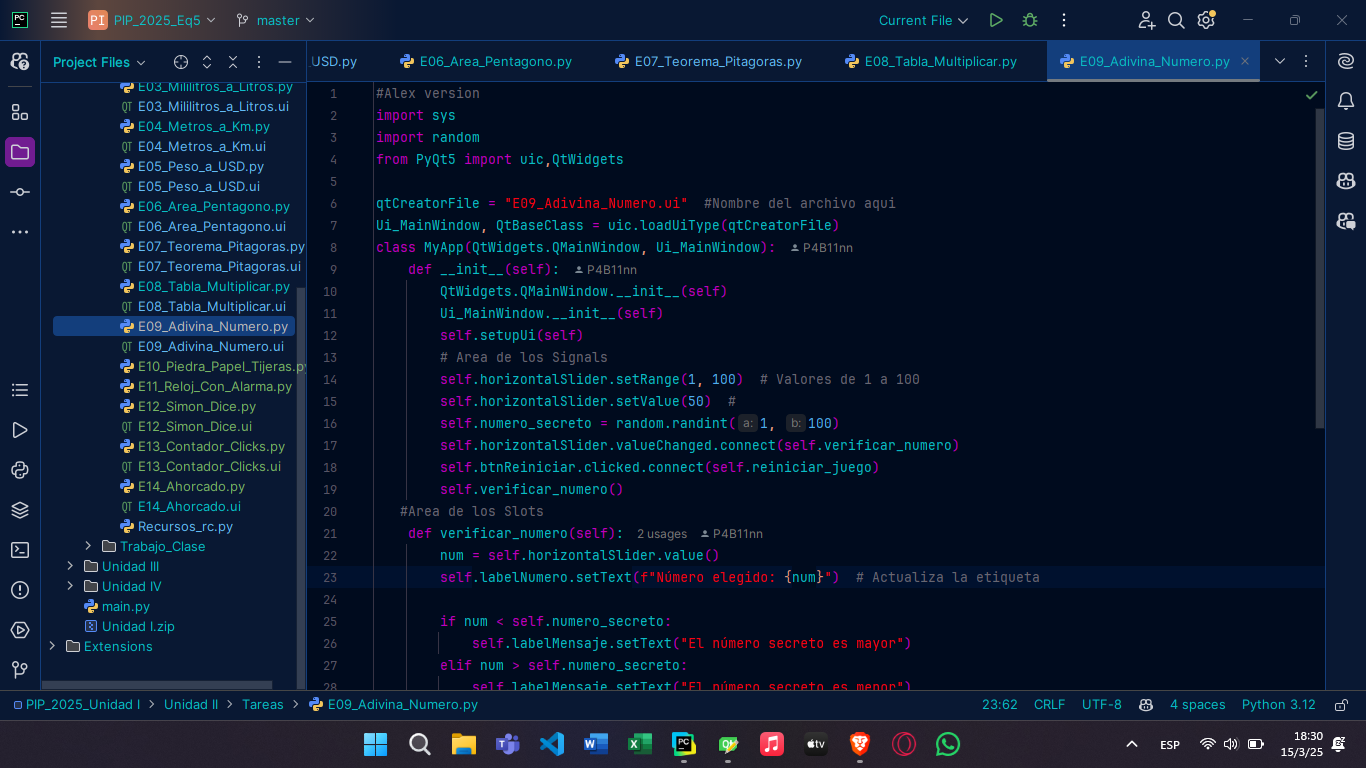 PC
PI PIP_2025_Eq5
master
Current File
Project Files
USD.py
E06_Area_Pentagono.py
E07_Teorema_Pitagoras.py
E08_Tabla_Multiplicar.py
E09_Adivina_Numero.py
E03_Mililitros_a_Litros.py
E03_Mililitros_a_Litros.ui
E04_Metros_a_Km.py
E04_Metros_a_Km.ui
E05_Peso_a_USD.py
E05_Peso_a_USD.ui
E06_Area_Pentagono.py
E06_Area_Pentagono.ui
E07_Teorema_Pitagoras.py
E07_Teorema_Pitagoras.ui
E08_Tabla_Multiplicar.py
E08_Tabla_Multiplicar.ui
E09_Adivina_Numero.py
E09_Adivina_Numero.ui
E10_Piedra_Papel_Tijeras.py
E11_Reloj_Con_Alarma.py
E12_Simon_Dice.py
E12_Simon_Dice.ui
E13_Contador_Clicks.py
E13_Contador_Clicks.ui
E14_Ahorcado.py
E14_Ahorcado.ui
Recursos_rc.py
Trabajo_Clase
Unidad III
Unidad IV
main.py
Unidad I.zip
Extensions
1 #Alex version
2 import sys
3 import random
4 from PyQt5 import uic,QtWidgets
5
6 qtCreatorFile = "E09_Adivina_Numero.ui"  #Nombre del archivo aqui
7 Ui_MainWindow, QtBaseClass = uic.loadUiType(qtCreatorFile)
8 class MyApp(QtWidgets.QMainWindow, Ui_MainWindow): P4B11nn
9 def __init__(self): P4B11nn
10 QtWidgets.QMainWindow.__init__(self)
11 Ui_MainWindow.__init__(self)
12 self.setupUi(self)
13 # Area de los Signals
14 self.horizontalSlider.setRange(1, 100)  # Valores de 1 a 100
15 self.horizontalSlider.setValue(50)  #
16 self.numero_secreto = random.randint( a: 1, b: 100)
17 self.horizontalSlider.valueChanged.connect(self.verificar_numero)
18 self.btnReiniciar.clicked.connect(self.reiniciar_juego)
19 self.verificar_numero()
20 #Area de los Slots
21 def verificar_numero(self): 2 usages P4B11nn
22 num = self.horizontalSlider.value()
23 self.labelNumero.setText(f"Número elegido: {num}")  # Actualiza la etiqueta
24
25 if num < self.numero_secreto:
26 self.labelMensaje.setText("El número secreto es mayor")
27 elif num > self.numero_secreto:
28 self.labelMensaje.setText("El número secreto es menor")
PIP_2025_Unidad I > Unidad II > Tareas > E09_Adivina_Numero.py
23:62 CRLF UTF-8 4 spaces Python 3.12
ESP
18:30
15/3/25